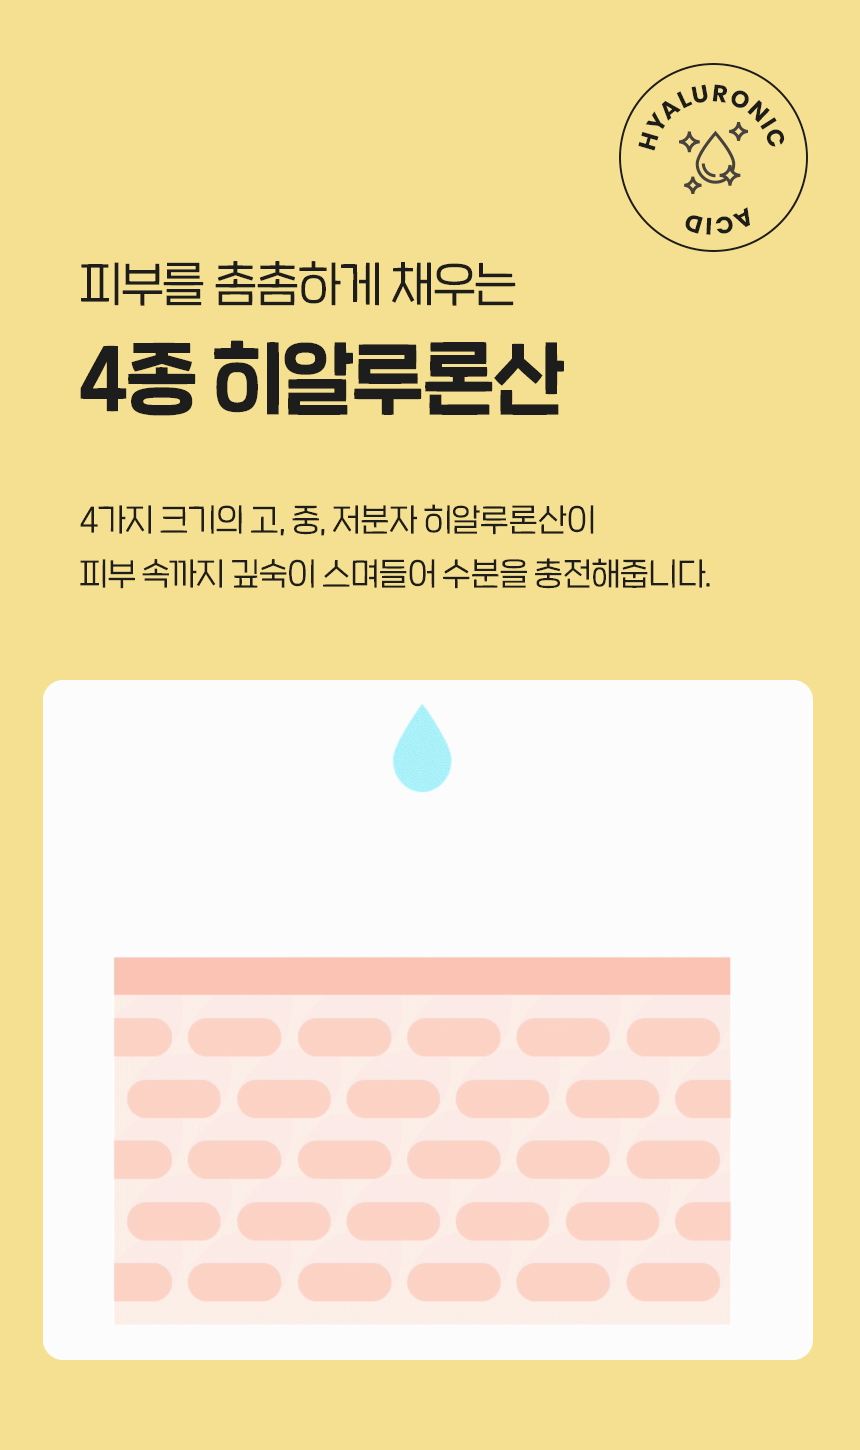 HYALURONIC
ACID
피부를 촘촘하게 채우는
4종 히알루론산
4가지 크기의 고, 중, 저분자 히알루론산이
피부 속까지 깊숙이 스며들어 수분을 충전해줍니다.